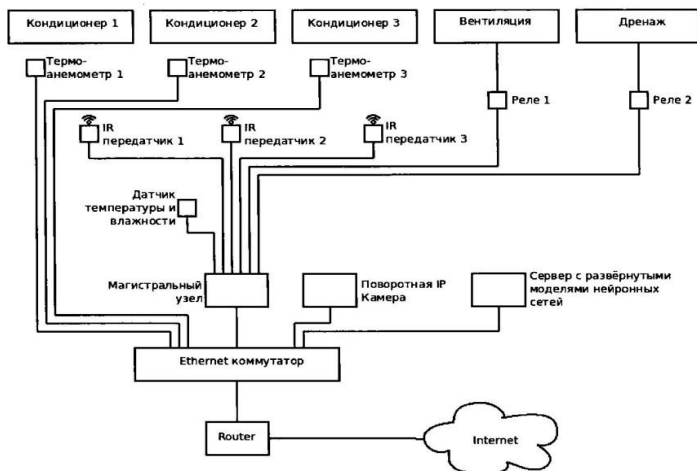 Кондиционер 1
Кондиционер 2
Кондиционер 3
Вентиляция
Дренаж
Термо-
анемометр 1
Термо-
анемометр 2
Термо-
анемометр 3
Реле 1
Реле 2
IR
передатчик 1
IR
передатчик 2
IR
передатчик 3
Датчик
температуры и
влажности
Магистральный
узел
Поворотная IP
Камера
Сервер с развёрнутыми
моделями нейронных
сетей
Ethernet коммутатор
Router
Internet